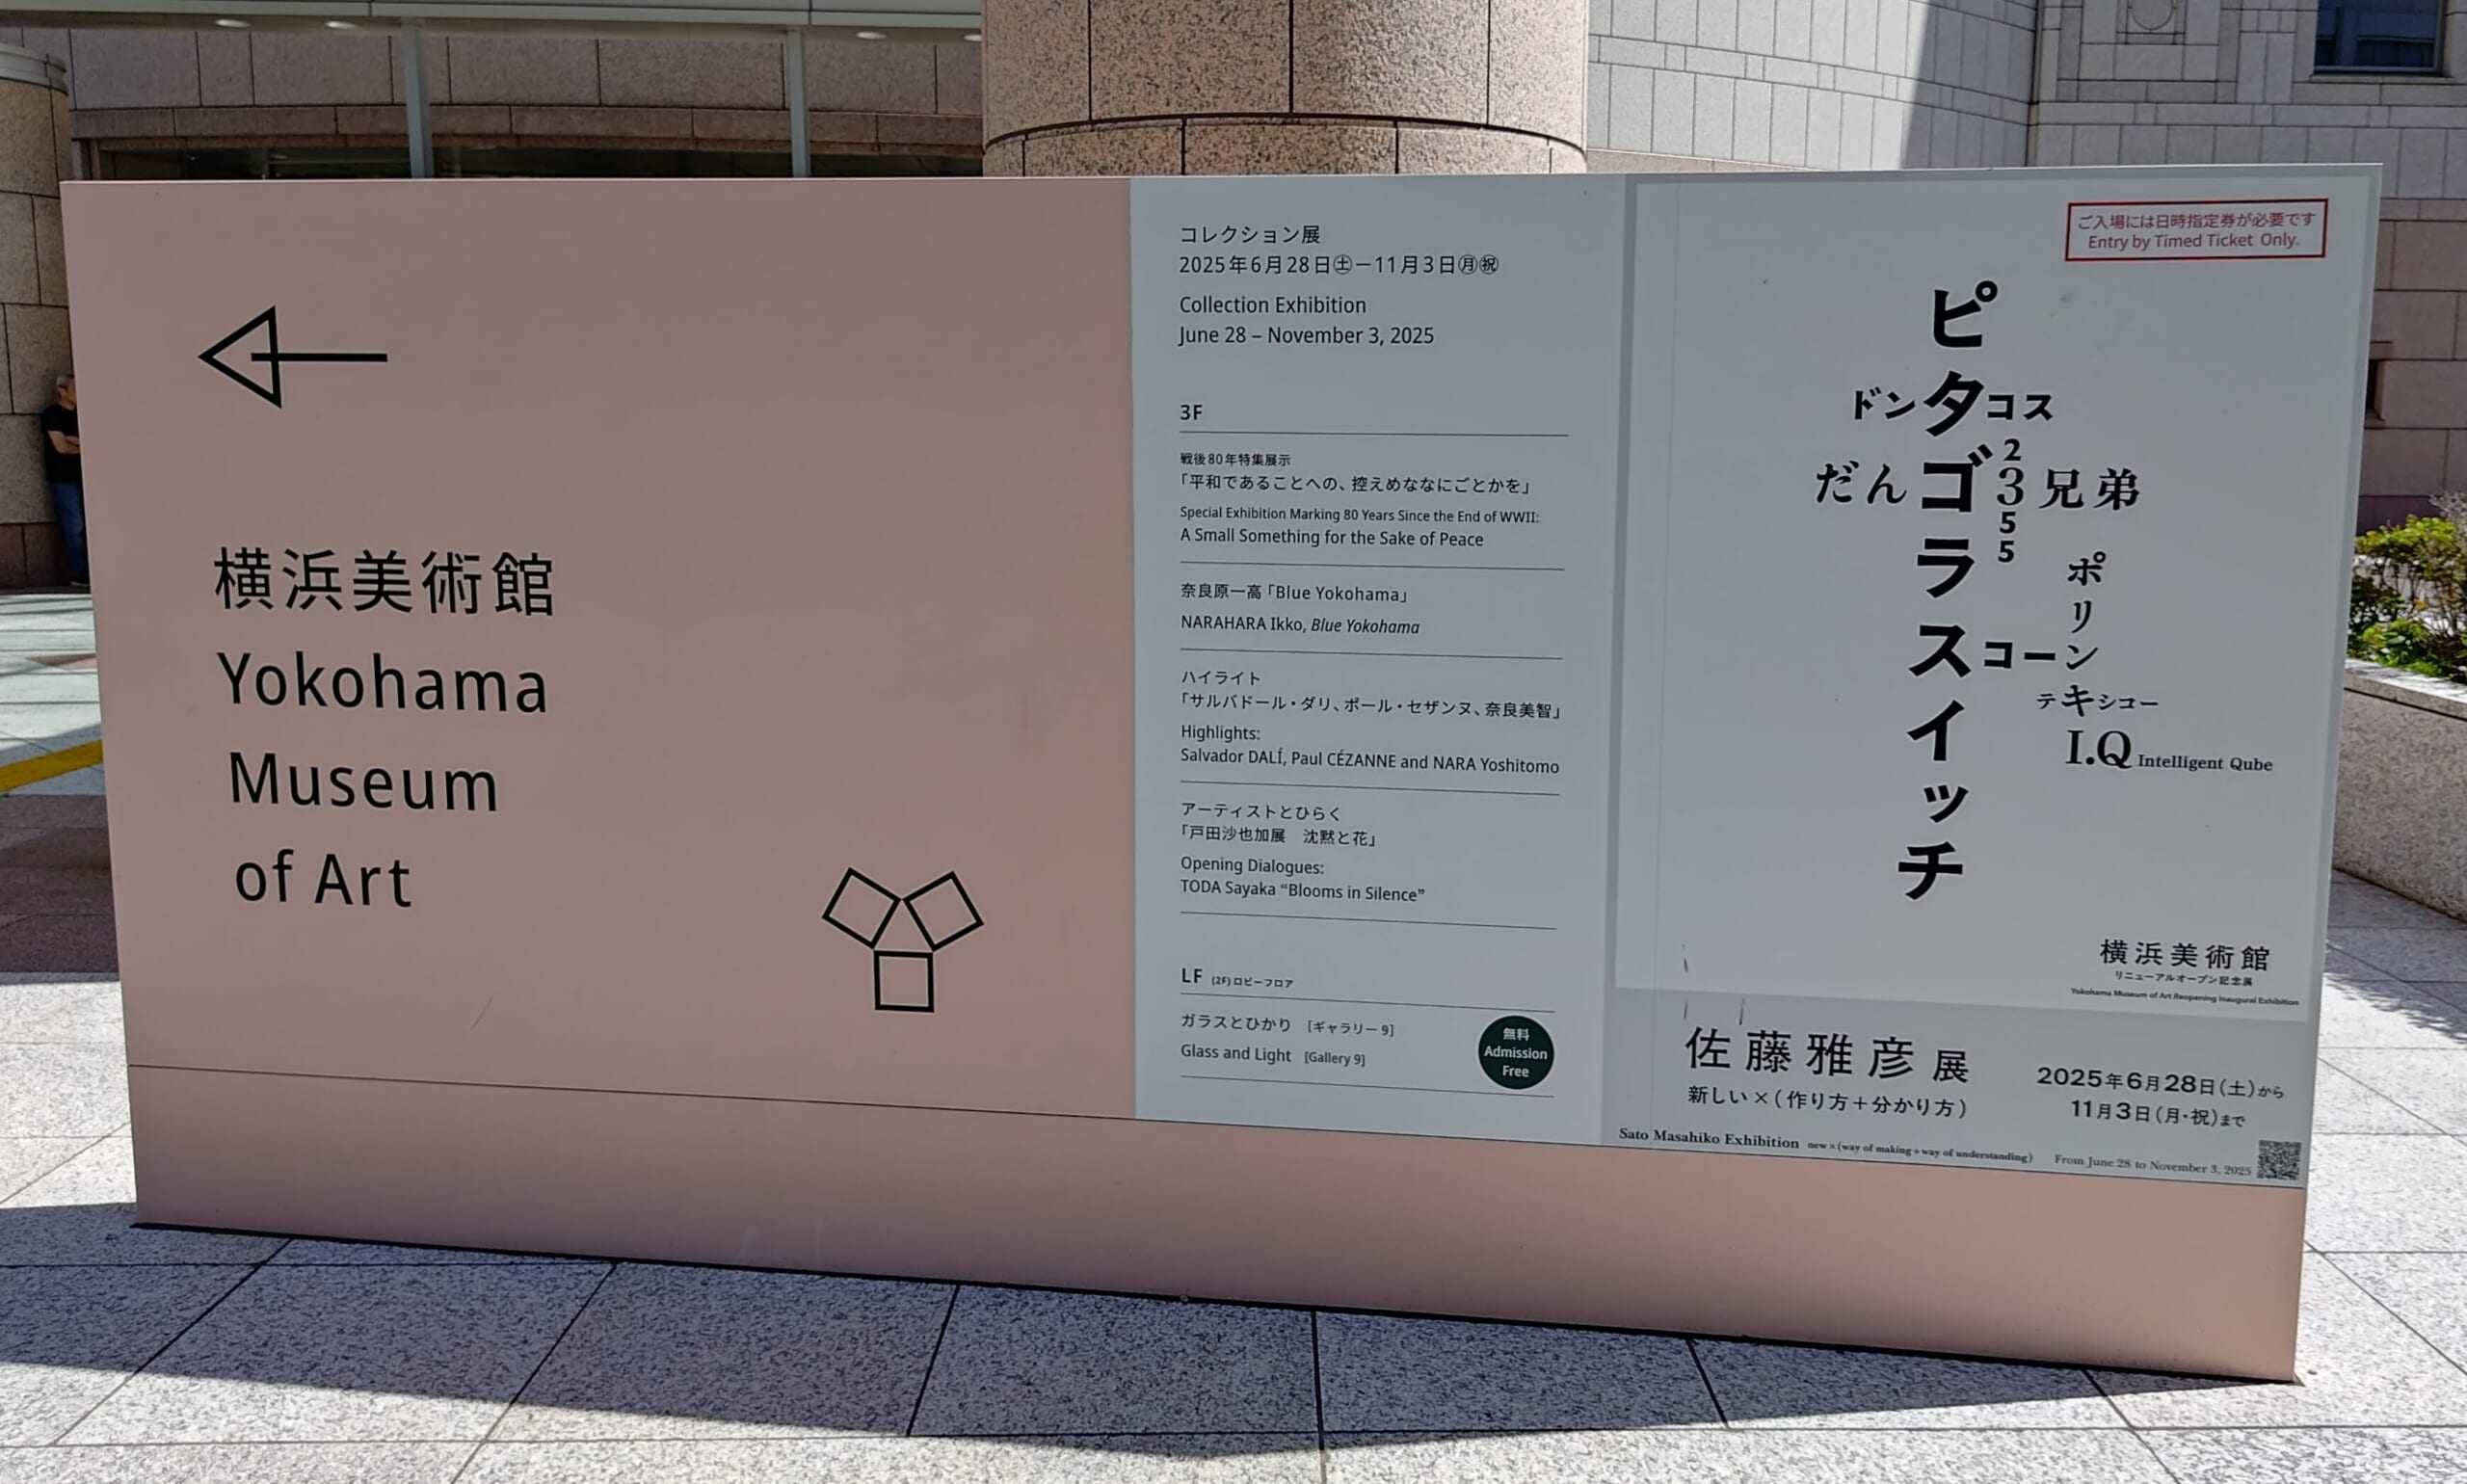 横浜美術館
Yokohama
Museum
of Art
コレクション展
2025年6月28日㊏－11月3日㊊㊗
Collection Exhibition
June 28 – November 3, 2025
3F
戦後80年特集展示
「平和であることへの、控えめななにごとかを」
Special Exhibition Marking 80 Years Since the End of WWII:
A Small Something for the Sake of Peace
奈良原一高「Blue Yokohama」
NARAHARA Ikko, Blue Yokohama
ハイライト
「サルバドール・ダリ、ポール・セザンヌ、奈良美智」
Highlights:
Salvador DALÍ, Paul CÉZANNE and NARA Yoshitomo
アーティストとひらく
「戸田沙也加展　沈黙と花」
Opening Dialogues:
TODA Sayaka “Blooms in Silence”
LF (2F) ロビーフロア
ガラスとひかり [ギャラリー 9]
Glass and Light [Gallery 9]
無料
Admission
Free
ご入場には日時指定券が必要です
Entry by Timed Ticket Only.
ピタゴラスイッチ
ドンタコス
だんご3兄弟
2355
ポリンキー
スコーン
テキシコー
I.Q Intelligent Qube
横浜美術館
リニューアルオープン記念展
Yokohama Museum of Art Reopening Inaugural Exhibition
佐藤雅彦展
新しい×（作り方＋分かり方）
2025年6月28日（土）から
11月3日（月・祝）まで
Sato Masahiko Exhibition new×(way of making+way of understanding) From June 28 to November 3, 2025